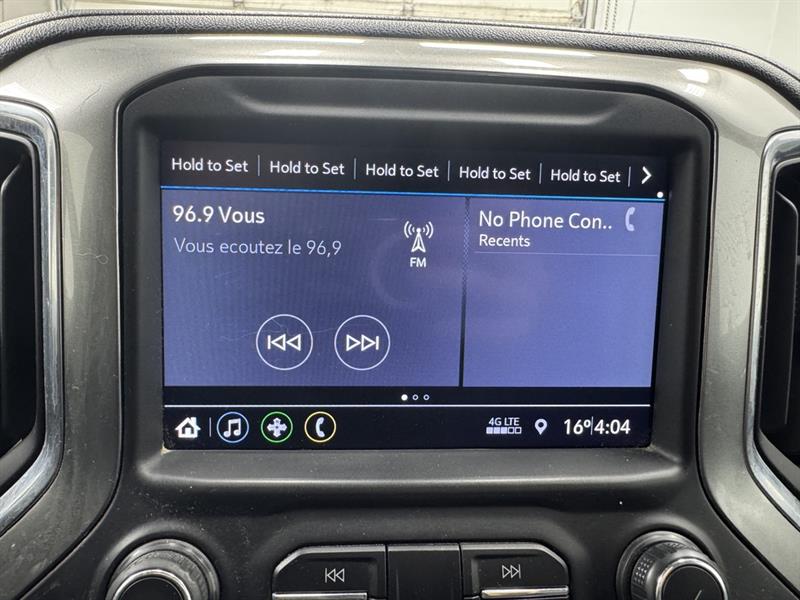 Hold to Set Hold to Set Hold to Set Hold to Set Hold to Set
96.9 Vous
Vous ecoutez le 96,9
FM
No Phone Con..
Recents
4G LTE
16º 4:04